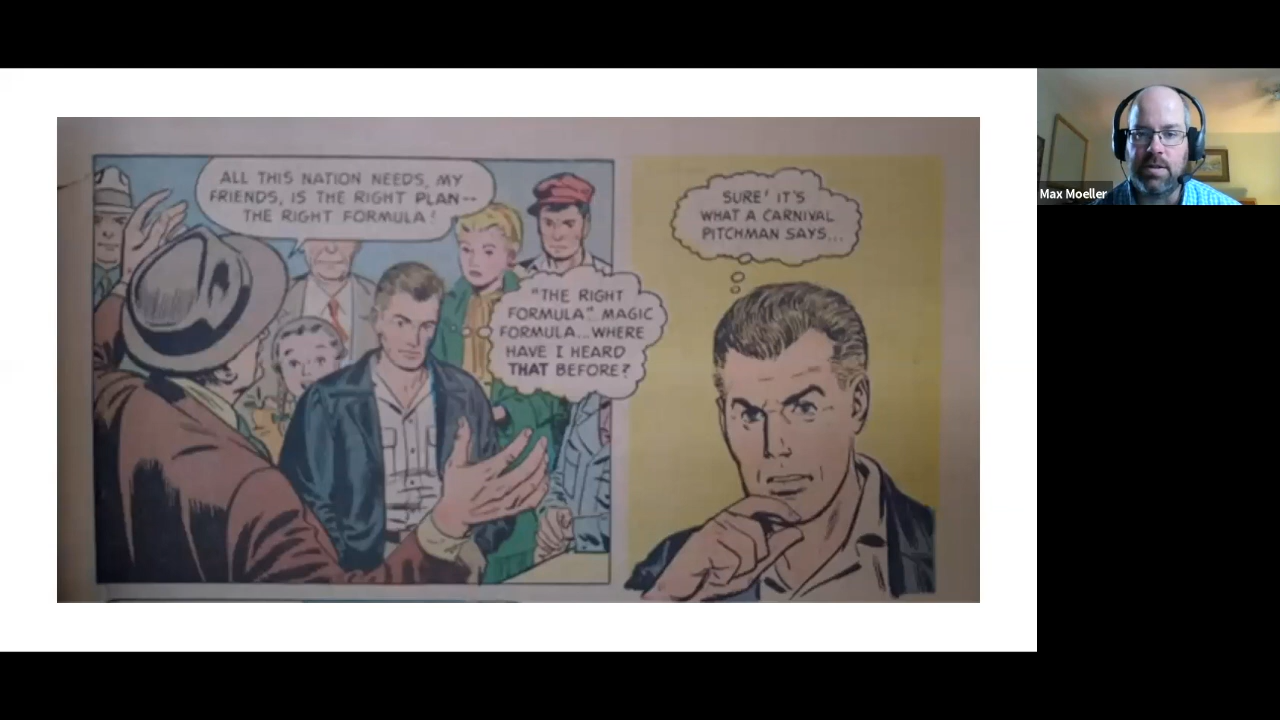 ALL THIS NATION NEEDS, MY
FRIENDS, IS THE RIGHT PLAN--
THE RIGHT FORMULA!
"THE RIGHT
FORMULA". MAGIC
FORMULA...WHERE
HAVE I HEARD
THAT BEFORE?
SURE! IT'S
WHAT A CARNIVAL
PITCHMAN SAYS...
Max Moeller